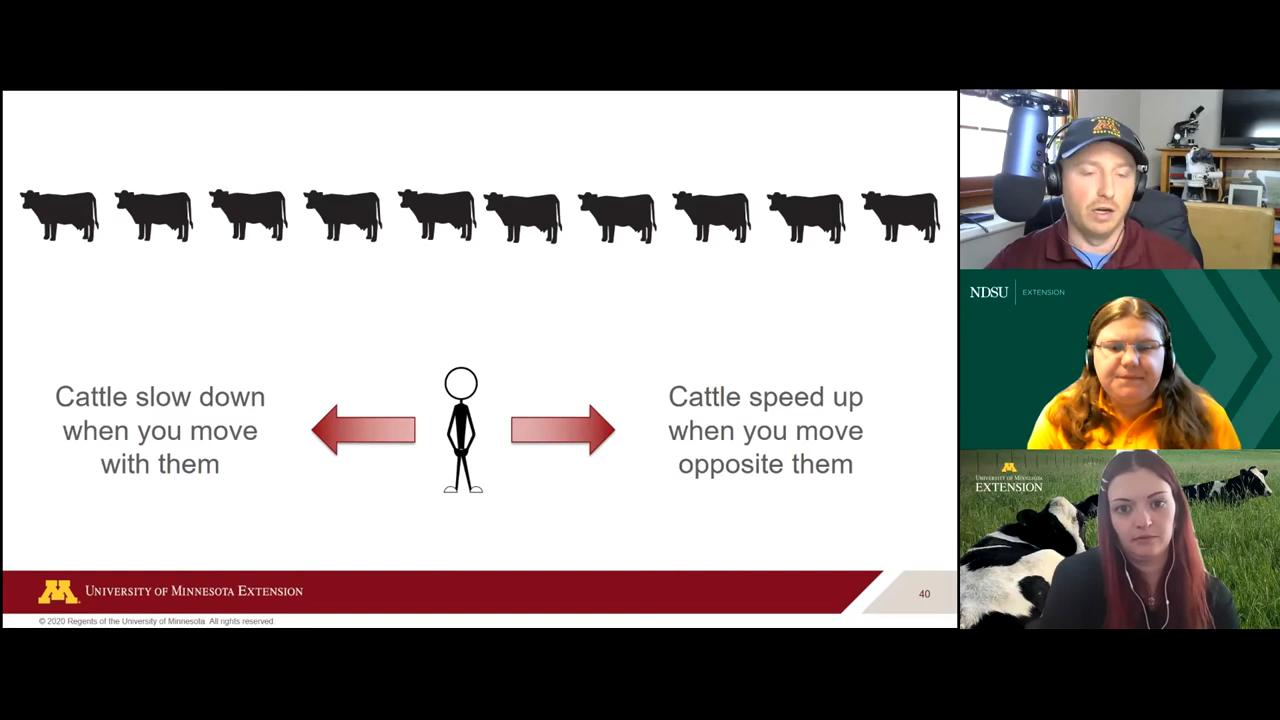 Cattle slow down
when you move
with them
Cattle speed up
when you move
opposite them
UNIVERSITY OF MINNESOTA EXTENSION
40
© 2020 Regents of the University of Minnesota All rights reserved.
NDSU EXTENSION
UNIVERSITY OF MINNESOTA
EXTENSION